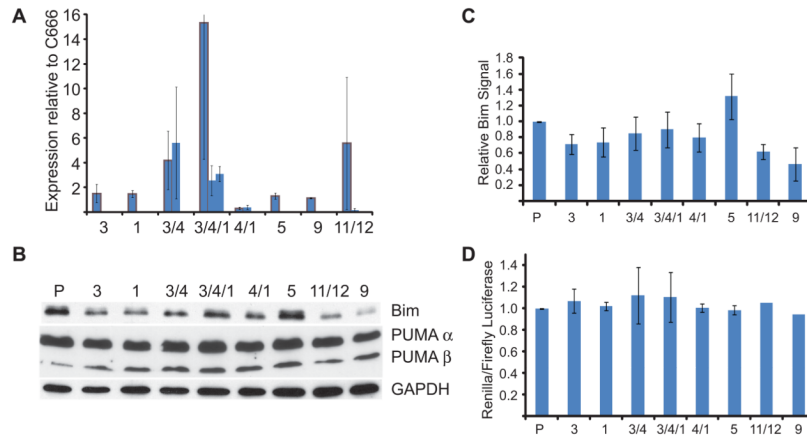 A
Expression relative to C666
16
14
12
10
8
6
4
2
3 1 3/4 3/4/1 4/1 5 9 11/12
B
P 3 1 3/4 3/4/1 4/1 5 11/12 9
Bim
PUMA α
PUMA β
GAPDH
C
Relative Bim Signal
1.8
1.6
1.4
1.2
1.0
0.8
0.6
0.4
0.2
P 3 1 3/4 3/4/1 4/1 5 11/12 9
D
Renilla/Firefly Luciferase
1.4
1.2
1.0
0.8
0.6
0.4
0.2
P 3 1 3/4 3/4/1 4/1 5 11/12 9